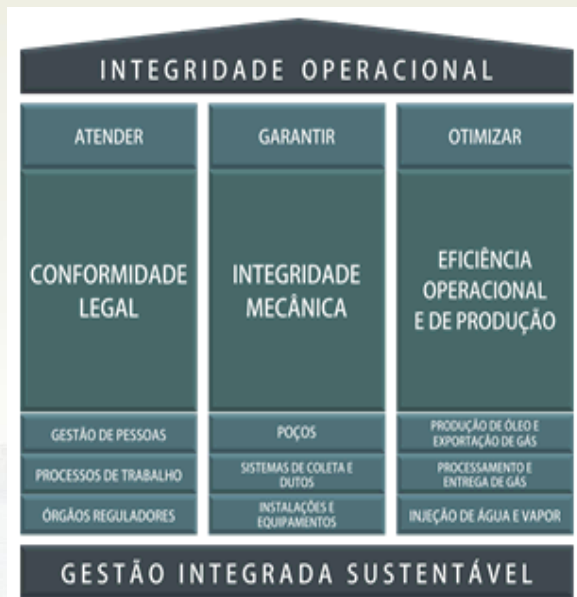 INTEGRIDADE OPERACIONAL
ATENDER
CONFORMIDADE
LEGAL
GESTÃO DE PESSOAS
PROCESSOS DE TRABALHO
ÓRGÃOS REGULADORES
GARANTIR
INTEGRIDADE
MECÂNICA
POÇOS
SISTEMAS DE COLETA E
DUTOS
INSTALAÇÕES E
EQUIPAMENTOS
OTIMIZAR
EFICIÊNCIA
OPERACIONAL
E DE PRODUÇÃO
PRODUÇÃO DE ÓLEO E
EXPORTAÇÃO DE GÁS
PROCESSAMENTO E
ENTREGA DE GÁS
INJEÇÃO DE ÁGUA E VAPOR
GESTÃO INTEGRADA SUSTENTÁVEL